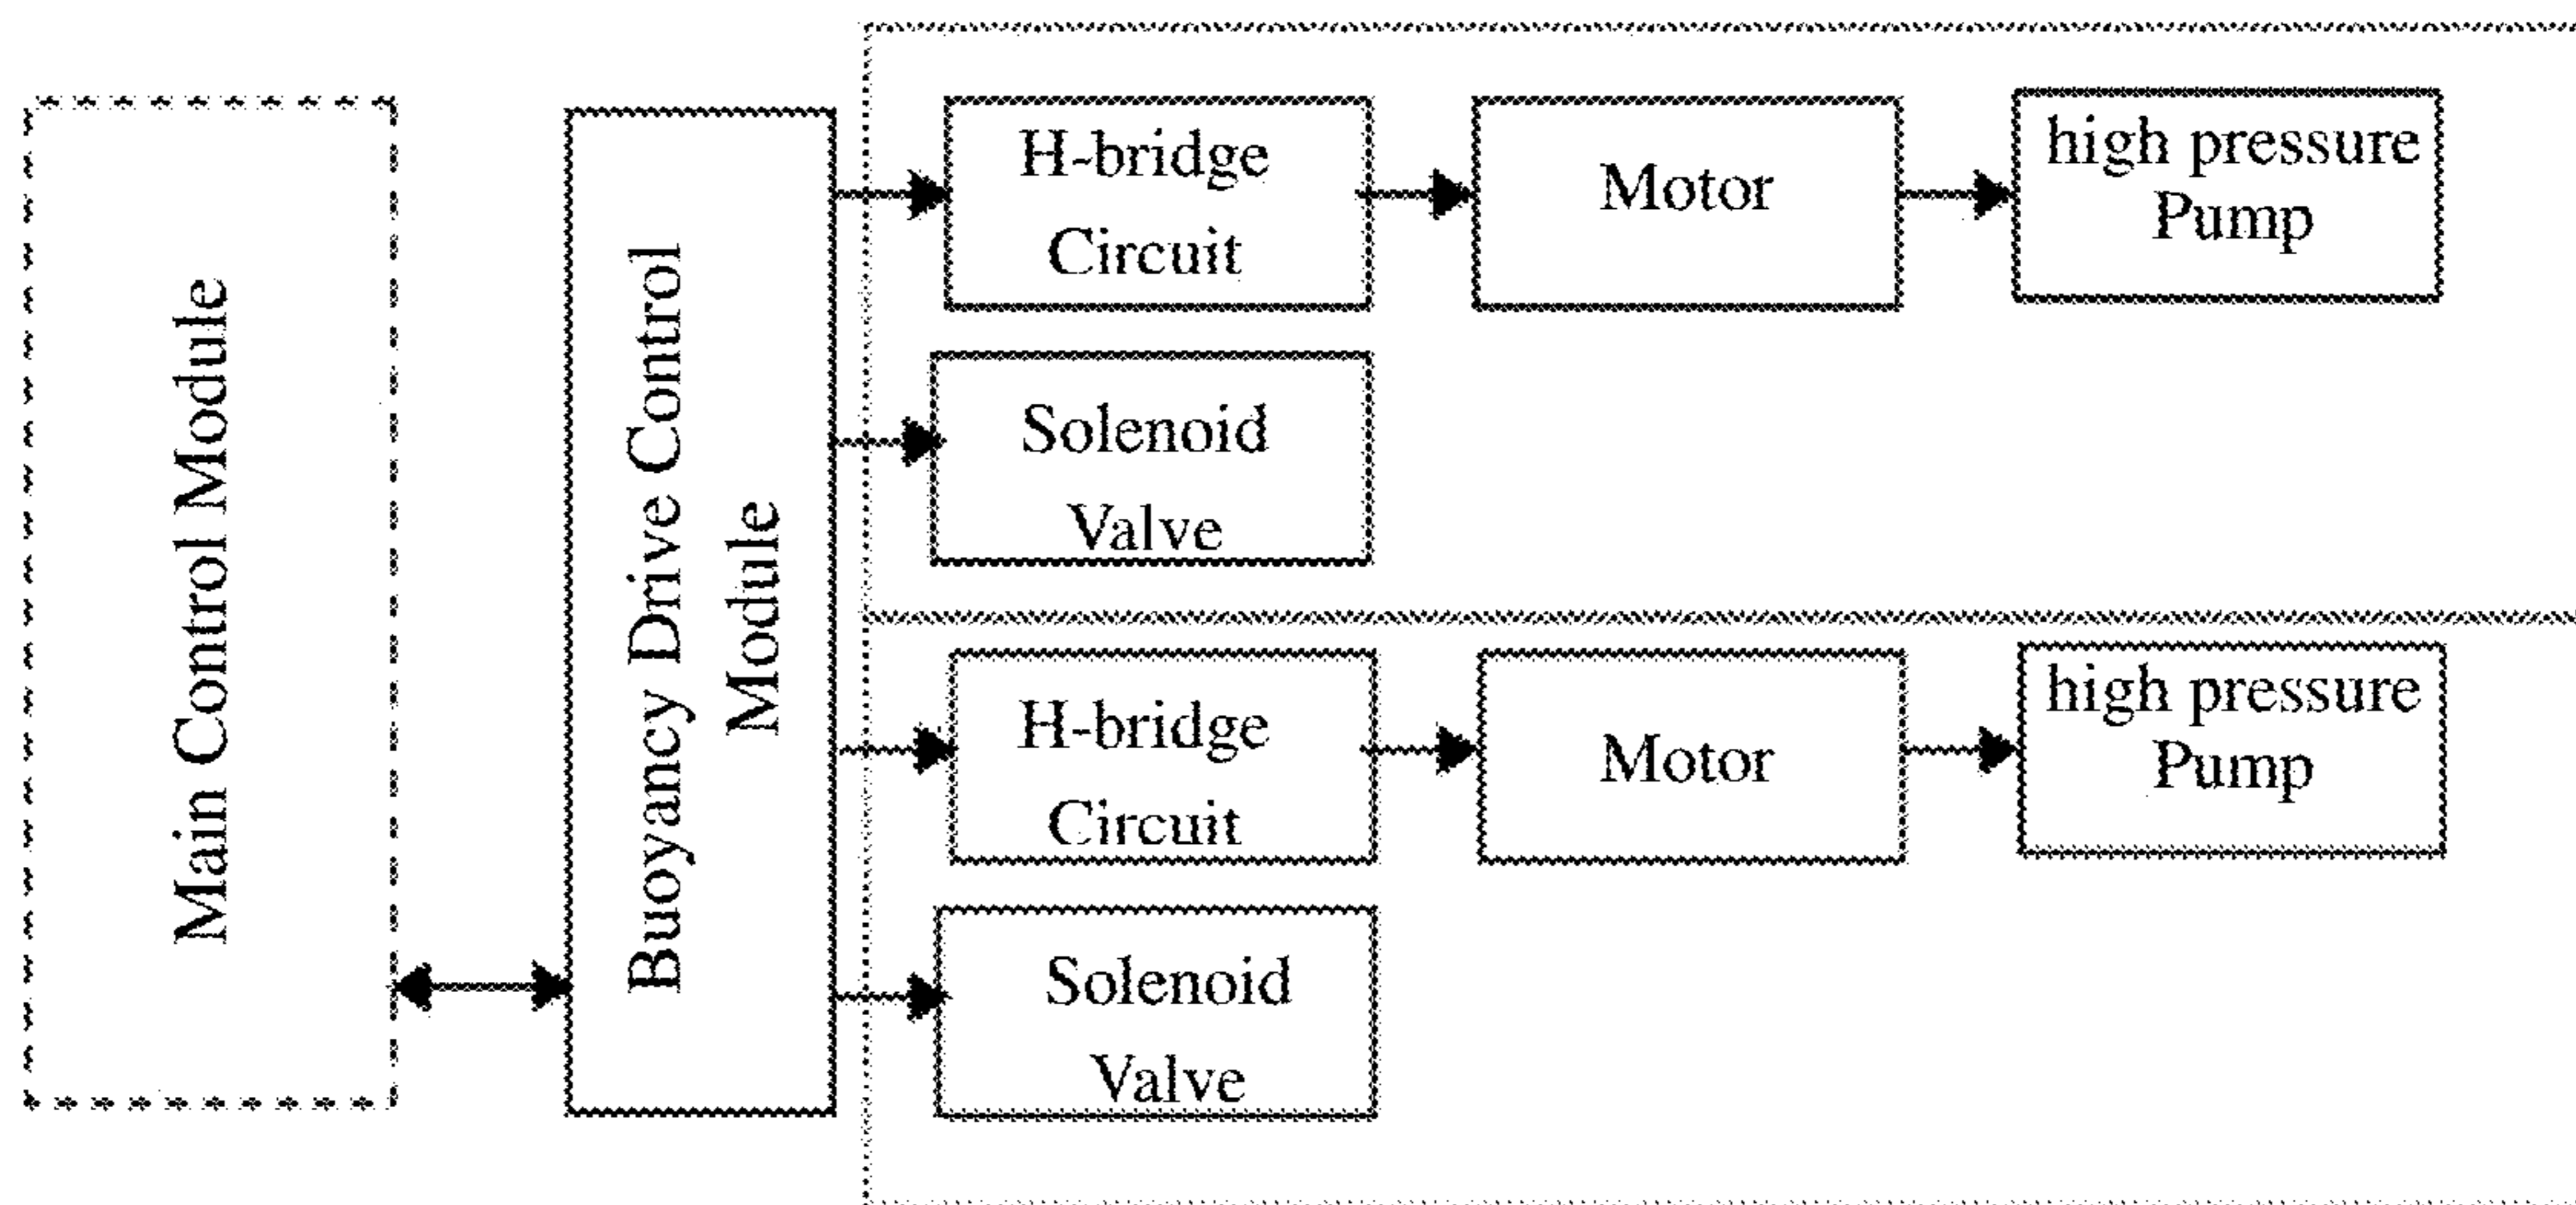 Main Control Module
Buoyancy Drive Control
Module
H-bridge
Circuit
Motor
high pressure
Pump
Solenoid
Valve
H-bridge
Circuit
Motor
high pressure
Pump
Solenoid
Valve